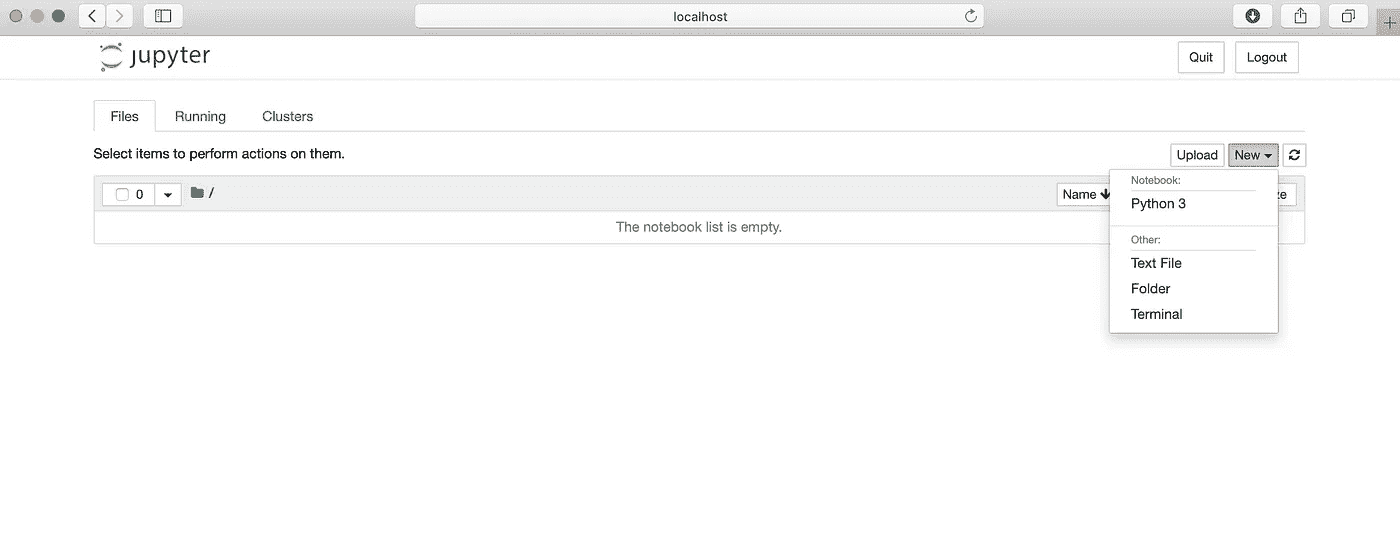 localhost
jupyter
Quit
Logout
Files
Running
Clusters
Select items to perform actions on them.
Upload
New
0
/
Name
The notebook list is empty.
Notebook:
Python 3
Other:
Text File
Folder
Terminal